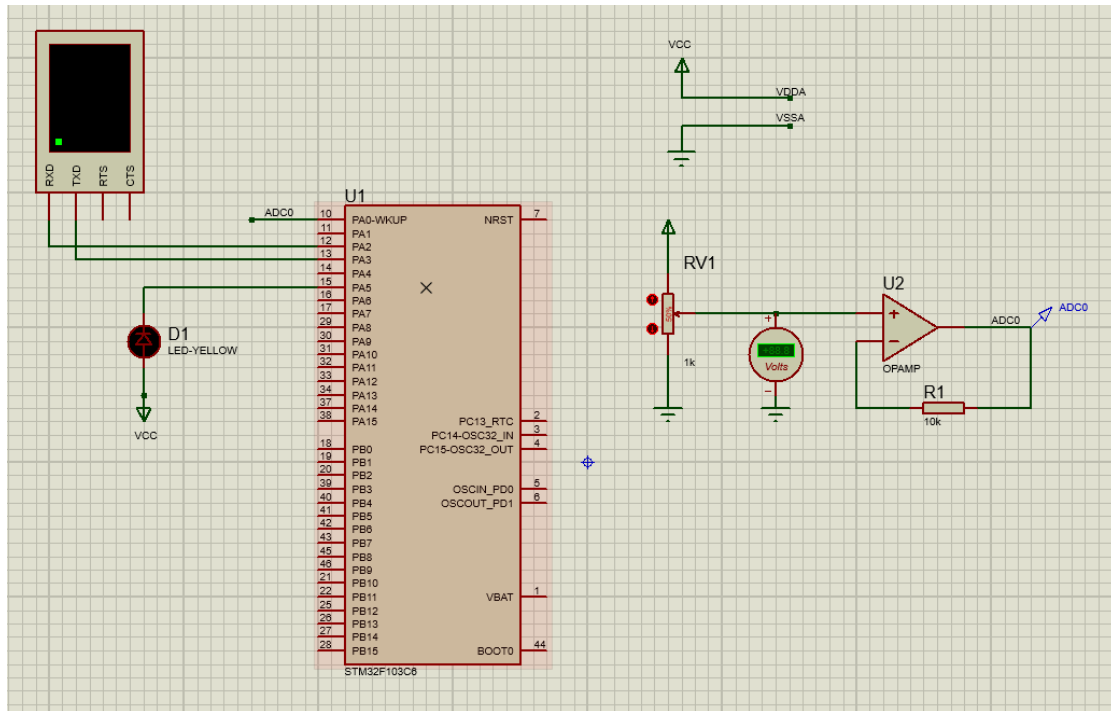 RXD
TXD
RTS
CTS
VCC
VDDA
VSSA
U1
ADC0
10 PA0-WKUP
11 PA1
12 PA2
13 PA3
14 PA4
15 PA5
16 PA6
17 PA7
29 PA8
30 PA9
31 PA10
32 PA11
33 PA12
34 PA13
37 PA14
38 PA15
18 PB0
19 PB1
20 PB2
39 PB3
40 PB4
41 PB5
42 PB6
43 PB7
45 PB8
46 PB9
21 PB10
22 PB11
25 PB12
26 PB13
27 PB14
28 PB15
NRST 7
PC13_RTC 2
PC14-OSC32_IN 3
PC15-OSC32_OUT 4
OSCIN_PD0 5
OSCOUT_PD1 6
VBAT 1
BOOT0 44
STM32F103C6
D1
LED-YELLOW
VCC
RV1
50%
1k
+
Volts
−
U2
+
−
OPAMP
ADC0
ADC0
R1
10k